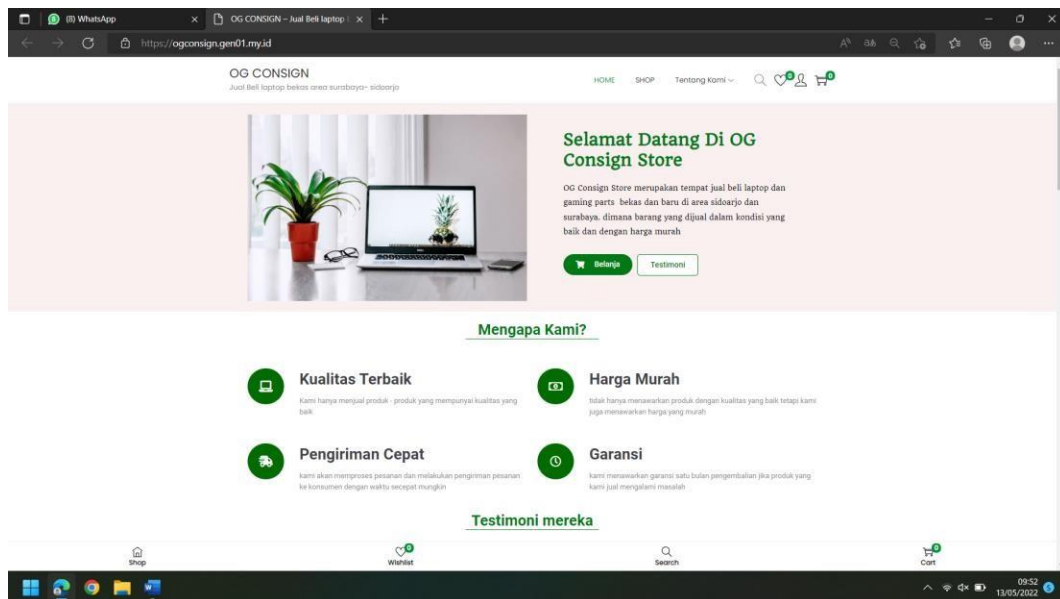 (8) WhatsApp
OG CONSIGN – Jual Beli laptop
https://ogconsign.gen01.my.id
OG CONSIGN
Jual Beli laptop bekas area surabaya- sidoarjo
HOME
SHOP
Tentang Kami
0
0
Selamat Datang Di OG
Consign Store
OG Consign Store merupakan tempat jual beli laptop dan
gaming parts bekas dan baru di area sidoarjo dan
surabaya. dimana barang yang dijual dalam kondisi yang
baik dan dengan harga murah
Belanja
Testimoni
Mengapa Kami?
Kualitas Terbaik
Kami hanya menjual produk - produk yang mempunyai kualitas yang
baik
Harga Murah
tidak hanya menawarkan produk dengan kualitas yang baik tetapi kami
juga menawarkan harga yang murah
Pengiriman Cepat
kami akan memproses pesanan dan melakukan pengiriman pesanan
ke konsumen dengan waktu secepat mungkin
Garansi
kami menawarkan garansi satu bulan pengembalian jika produk yang
kami jual mengalami masalah
Testimoni mereka
Shop
0
Wishlist
Search
0
Cart
09:52
13/05/2022